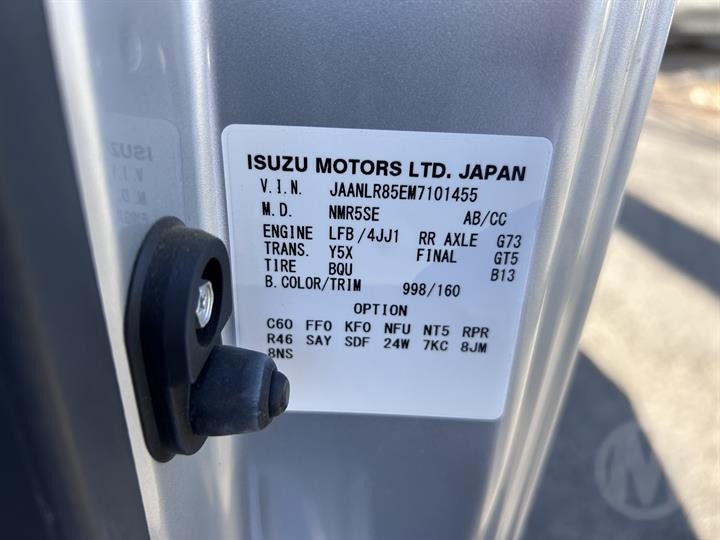 ISUZU MOTORS LTD. JAPAN
V.I.N. JAANLR85EM7101455
M.D. NMR5SE AB/CC
ENGINE LFB/4JJ1 RR AXLE G73
TRANS. Y5X FINAL GT5
TIRE BQU B13
B.COLOR/TRIM 998/160
OPTION
C60 FF0 KF0 NFU NT5 RPR
R46 SAY SDF 24W 7KC 8JM
8NS
M